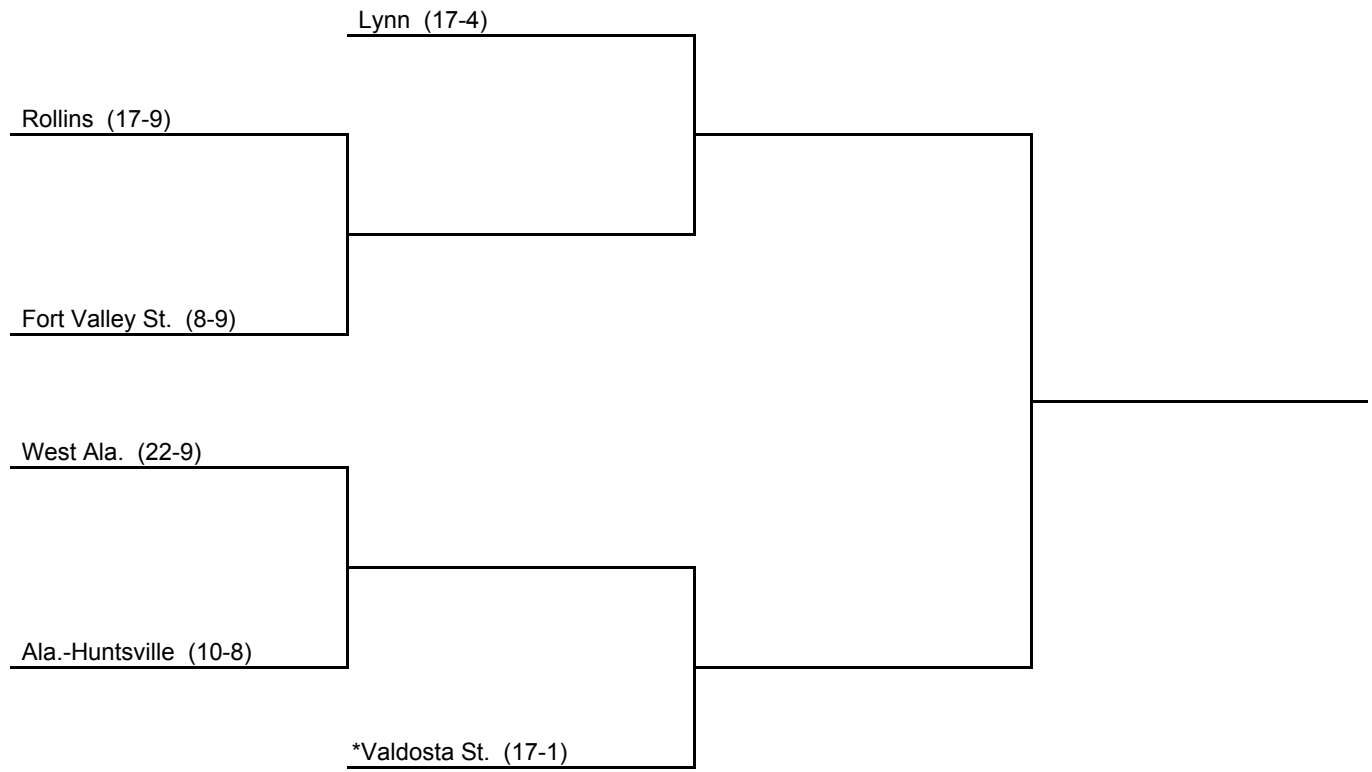 Lynn (17-4)
Rollins (17-9)
Fort Valley St. (8-9)
West Ala. (22-9)
Ala.-Huntsville (10-8)
*Valdosta St. (17-1)